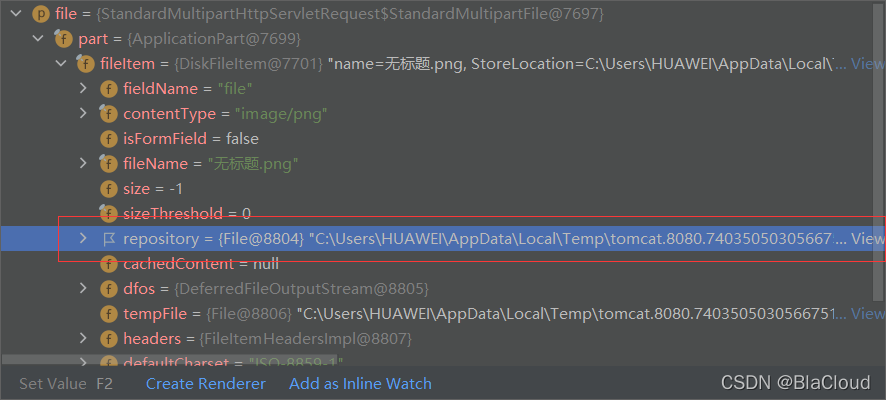 file = {StandardMultipartHttpServletRequest$StandardMultipartFile@7697}
part = {ApplicationPart@7699}
fileItem = {DiskFileItem@7701} "name=无标题.png, StoreLocation=C:\Users\HUAWEI\AppData\Local\... View
fieldName = "file"
contentType = "image/png"
isFormField = false
fileName = "无标题.png"
size = -1
sizeThreshold = 0
repository = {File@8804} "C:\Users\HUAWEI\AppData\Local\Temp\tomcat.8080.74035050305667... View
cachedContent = null
dfos = {DeferredFileOutputStream@8805}
tempFile = {File@8806} "C:\Users\HUAWEI\AppData\Local\Temp\tomcat.8080.7403505030566751... View
headers = {FileItemHeadersImpl@8807}
defaultCharset = "ISO-8859-1"
Set Value F2 Create Renderer Add as Inline Watch
CSDN @BlaCloud